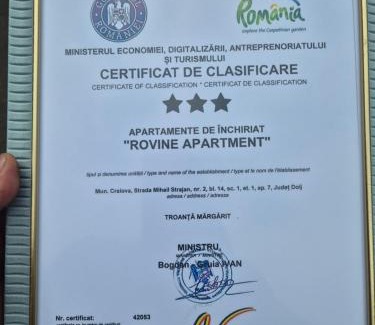 România
explore the Carpathian garden
MINISTERUL ECONOMIEI, DIGITALIZĂRII, ANTREPRENORIATULUI
ȘI TURISMULUI
CERTIFICAT DE CLASIFICARE
CERTIFICATE OF CLASSIFICATION * CERTIFICAT DE CLASSIFICATION
APARTAMENTE DE ÎNCHIRIAT
"ROVINE APARTMENT"
tipul și denumirea unității / type and name of the establishment / type et le nom de l'établissement
Mun. Craiova, Strada Mihail Strajan, nr. 2, bl. 14, sc. 1, et. 1, ap. 7, Județ Dolj
adresa / address / adresse
TROANȚĂ MĂRGĂRIT
MINISTRU,
Bogdan - Gruia IVAN
Nr. certificat: 42053